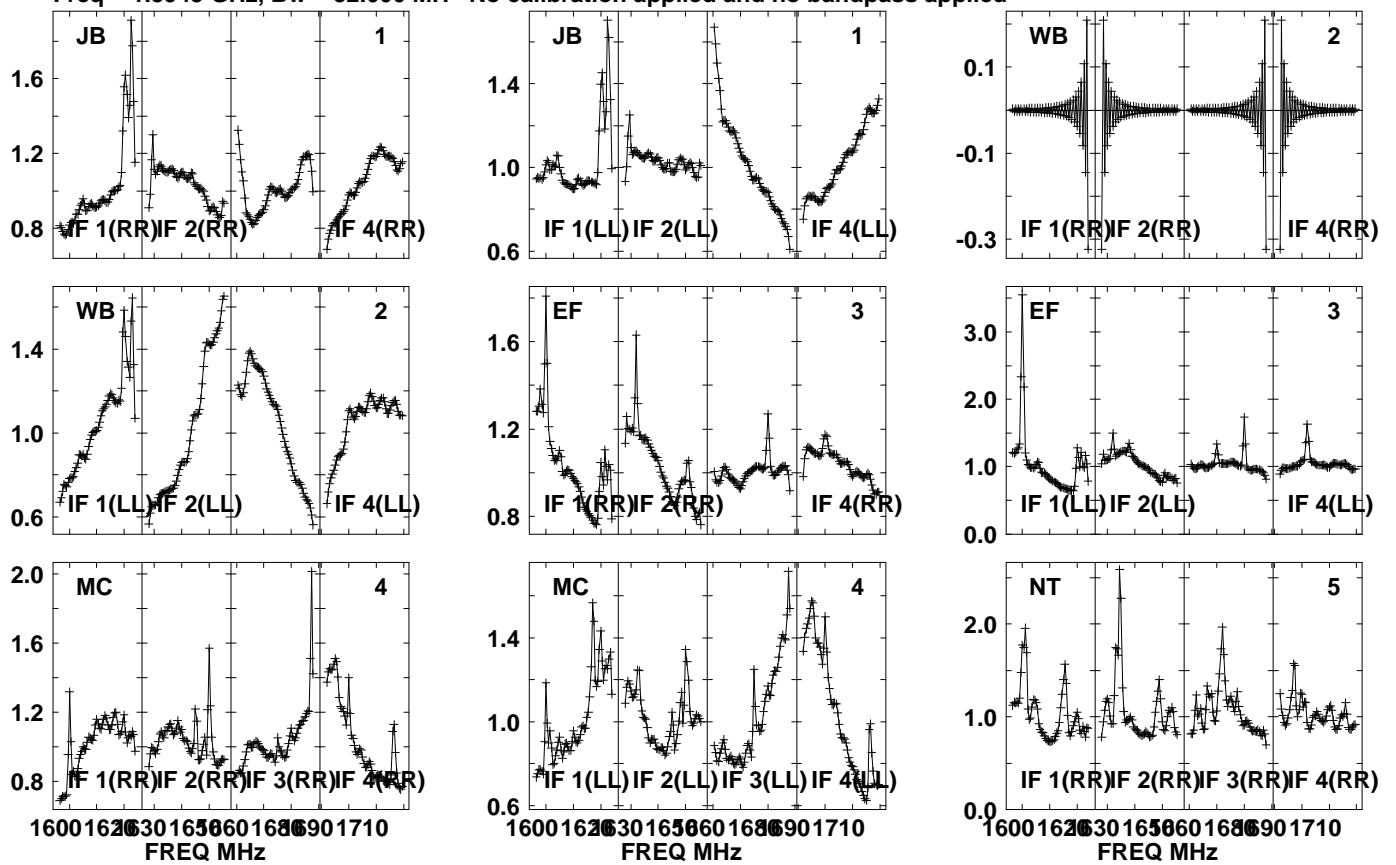 Freq GHz, No calibration applied and no bandpass applied
JB 1
1.6
1.2
0.8
IF 1(RR) IF 2(RR) IF 4(RR)
JB 1
1.4
1.0
0.6
IF 1(LL) IF 2(LL) IF 4(LL)
WB 2
0.1
-0.1
-0.3
IF 1(RR) IF 2(RR) IF 4(RR)
WB 2
1.4
1.0
0.6
IF 1(LL) IF 2(LL) IF 4(LL)
EF 3
1.6
1.2
0.8
IF 1(RR) IF 2(RR) IF 4(RR)
EF 3
3.0
2.0
1.0
0.0
IF 1(LL) IF 2(LL) IF 4(LL)
MC 4
2.0
1.6
1.2
0.8
IF 1(RR) IF 2(RR) IF 3(RR) IF 4(RR)
1600 1710
FREQ MHz
MC 4
1.4
1.0
0.6
IF 1(LL) IF 2(LL) IF 3(LL) IF 4(LL)
1600 1710
FREQ MHz
NT 5
2.0
1.0
0.0
IF 1(RR) IF 2(RR) IF 3(RR) IF 4(RR)
1600 1710
FREQ MHz